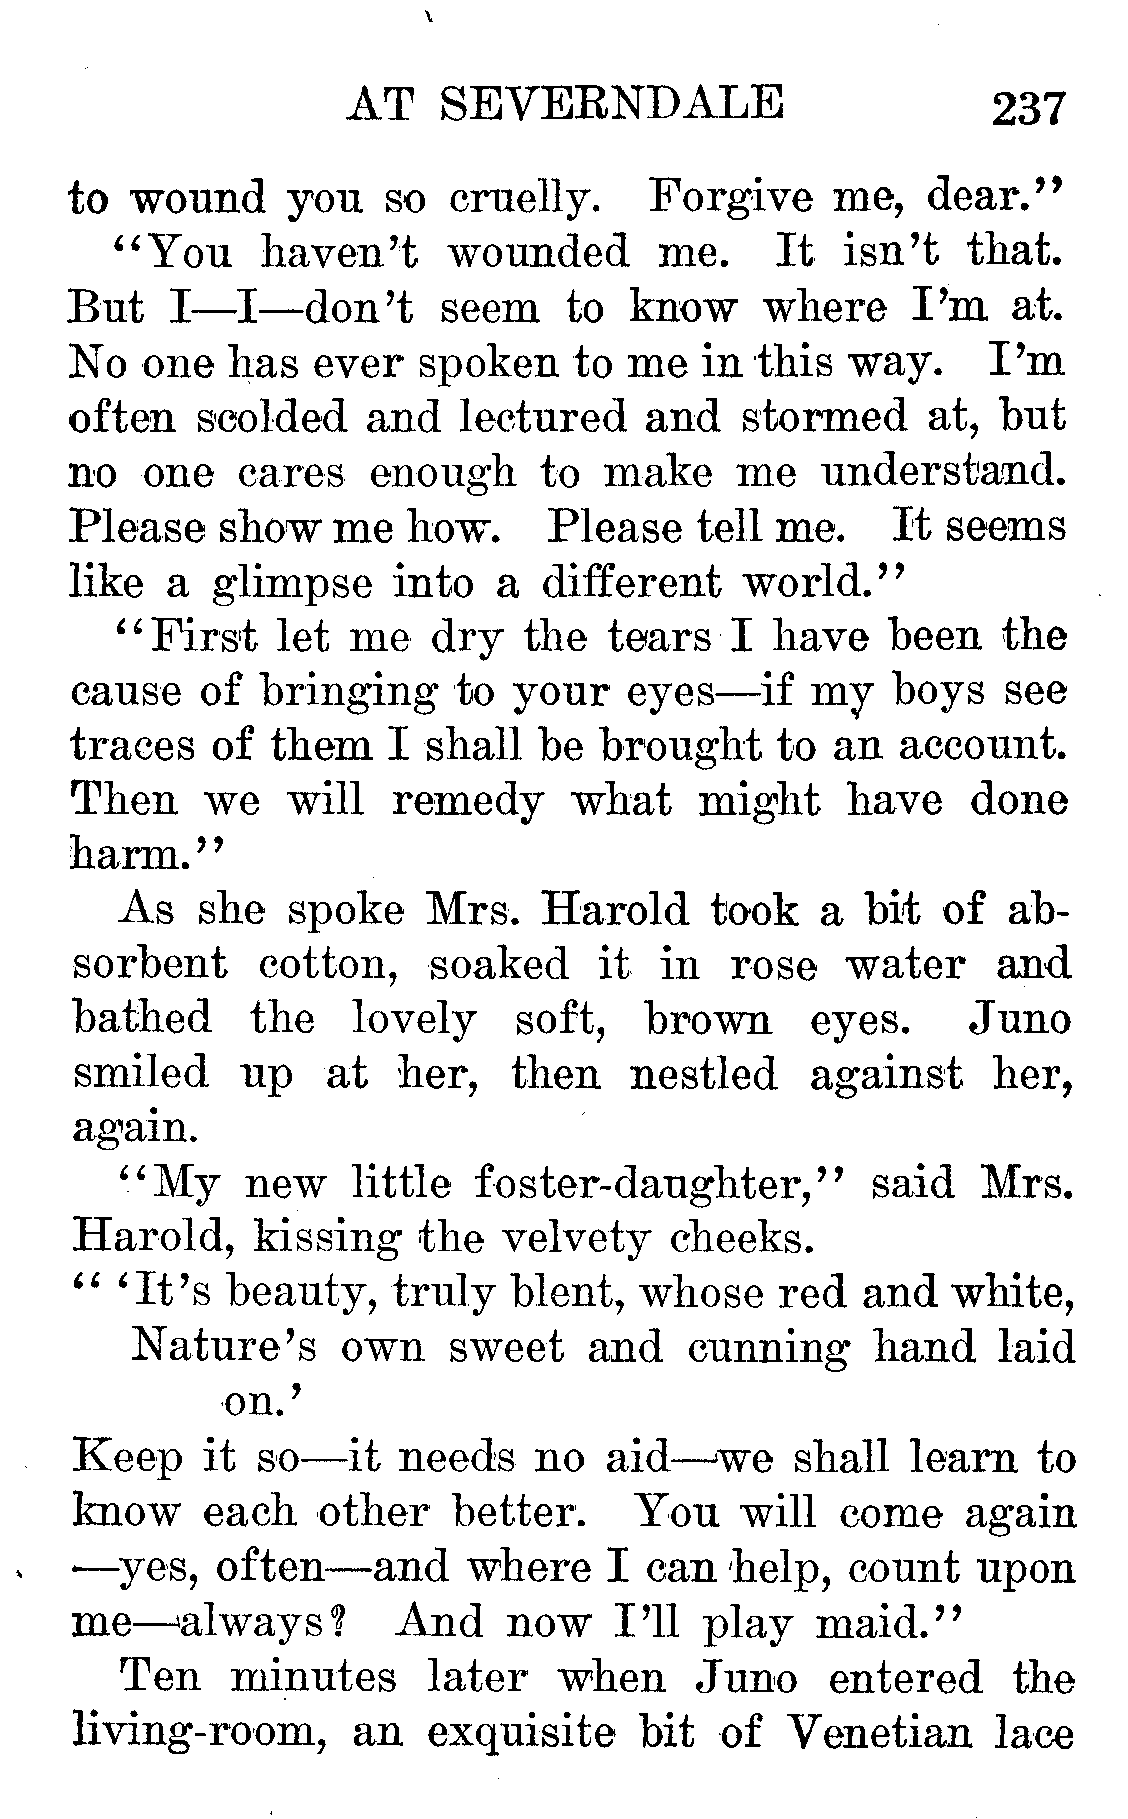 AT SEVERNDALE 237
to wound you so cruelly. Forgive me, dear.''
''You haven't wounded me. It isn't that.
But I—I—don't seem to know where I'm at.
No one has ever spoken to me in this way. I'm
often scolded and lectured and stormed at, but
no one cares enough to make me understand.
Please show me how. Please tell me. It seems
like a glimpse into a different world.''
''First let me dry the tears I have been the
cause of bringing to your eyes—if my boys see
traces of them I shall be brought to an account.
Then we will remedy what might have done
harm.''
As she spoke Mrs. Harold took a bit of ab-
sorbent cotton, soaked it in rose water and
bathed the lovely soft, brown eyes. Juno
smiled up at her, then nestled against her,
again.
''My new little foster-daughter,'' said Mrs.
Harold, kissing the velvety cheeks.
'' 'It's beauty, truly blent, whose red and white,
Nature's own sweet and cunning hand laid
on.'
Keep it so—it needs no aid—we shall learn to
know each other better. You will come again
—yes, often—and where I can help, count upon
me—always? And now I'll play maid.''
Ten minutes later when Juno entered the
living-room, an exquisite bit of Venetian lace